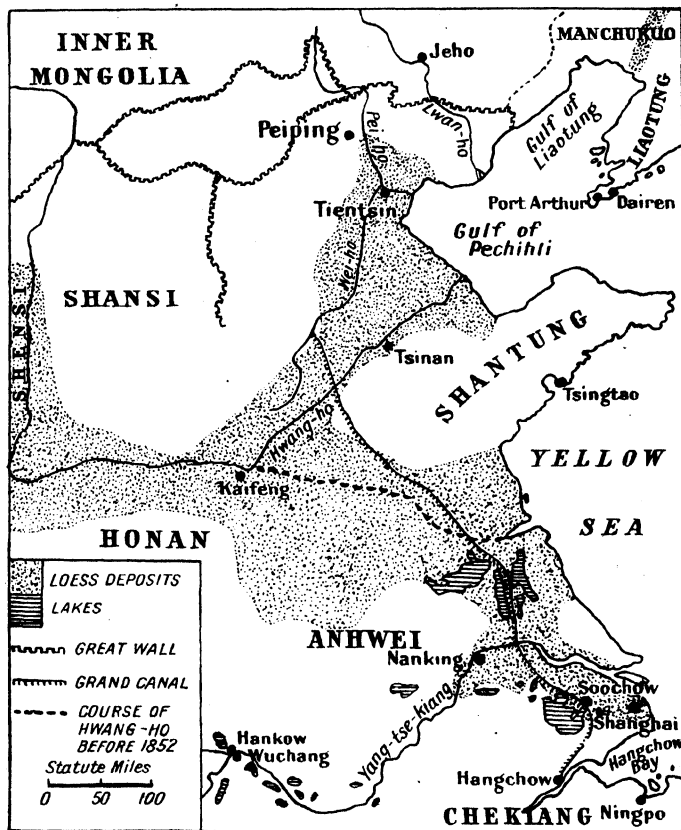 INNER
MONGOLIA
Jeho
MANCHUKUO
LIAOTUNG
Gulf of
Liaotung
Lwan-ho
Pei-ho
Peiping
Tientsin
Port Arthur
Dairen
Gulf of
Pechihli
SHENSI
SHANSI
Wei-ho
Tsinan
SHANTUNG
Tsingtao
Hwang-ho
Kaifeng
YELLOW
SEA
HONAN
LOESS DEPOSITS
LAKES
GREAT WALL
GRAND CANAL
COURSE OF
HWANG-HO
BEFORE 1852
Statute Miles
0 50 100
ANHWEI
Nanking
Soochow
Shanghai
Yang-tse-kiang
Hankow
Wuchang
Hangchow
Bay
Hangchow
CHEKIANG
Ningpo